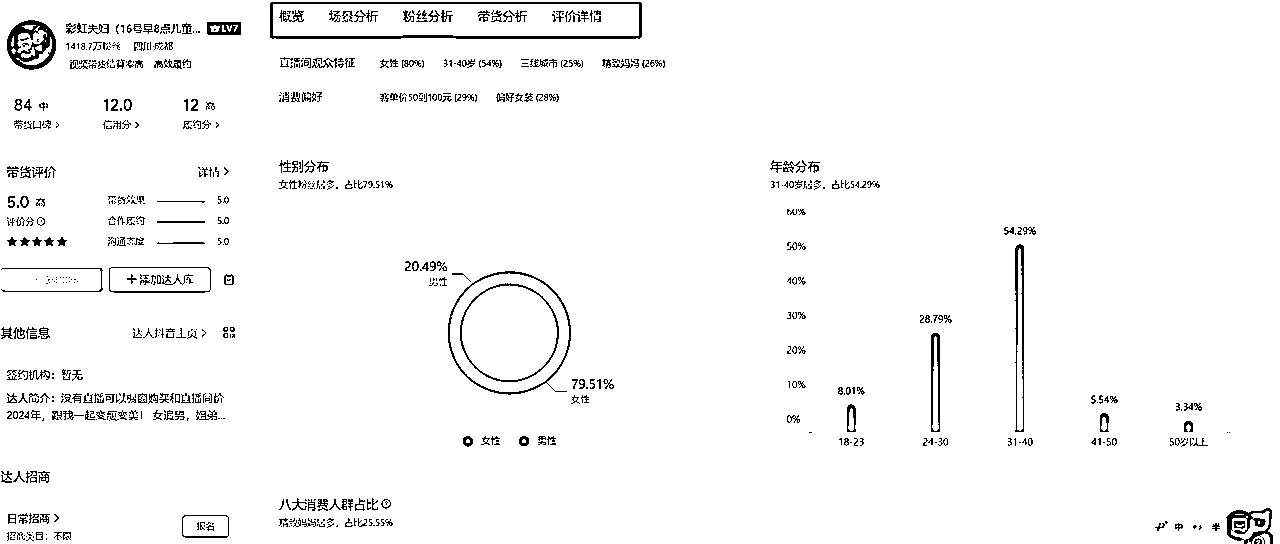 彩虹夫妇（16号早8点儿童... LV7
1418.7万粉丝 四川·成都
视频带货结算率高 高效履约
84 中 12.0 12 高
带货口碑 > 信用分 > 履约分 >
带货评价 详情 >
5.0 高
评价分
带货效果 5.0
合作履约 5.0
沟通态度 5.0
+添加达人库
其他信息 达人抖音主页 >
签约机构：暂无
达人简介：没有直播可以橱窗购买和直播间价
2024年，跟我一起变瘦变美！ 女追男，姐弟...
达人招商
日常招商 > 报名
招商类目：不限
概览 场景分析 粉丝分析 带货分析 评价详情
直播间观众特征 女性 (80%) 31-40岁 (54%) 三线城市 (25%) 精致妈妈 (26%)
消费偏好 客单价50到100元 (29%) 偏好女装 (28%)
性别分布
女性粉丝居多，占比79.51%
20.49%
男性
79.51%
女性
女性 男性
年龄分布
31-40岁居多，占比54.29%
60%
50%
40%
30%
20%
10%
0%
8.01%
28.79%
54.29%
5.54%
3.34%
18-23 24-30 31-40 41-50 50岁以上
八大消费人群占比
精致妈妈居多，占比25.55%
中 半